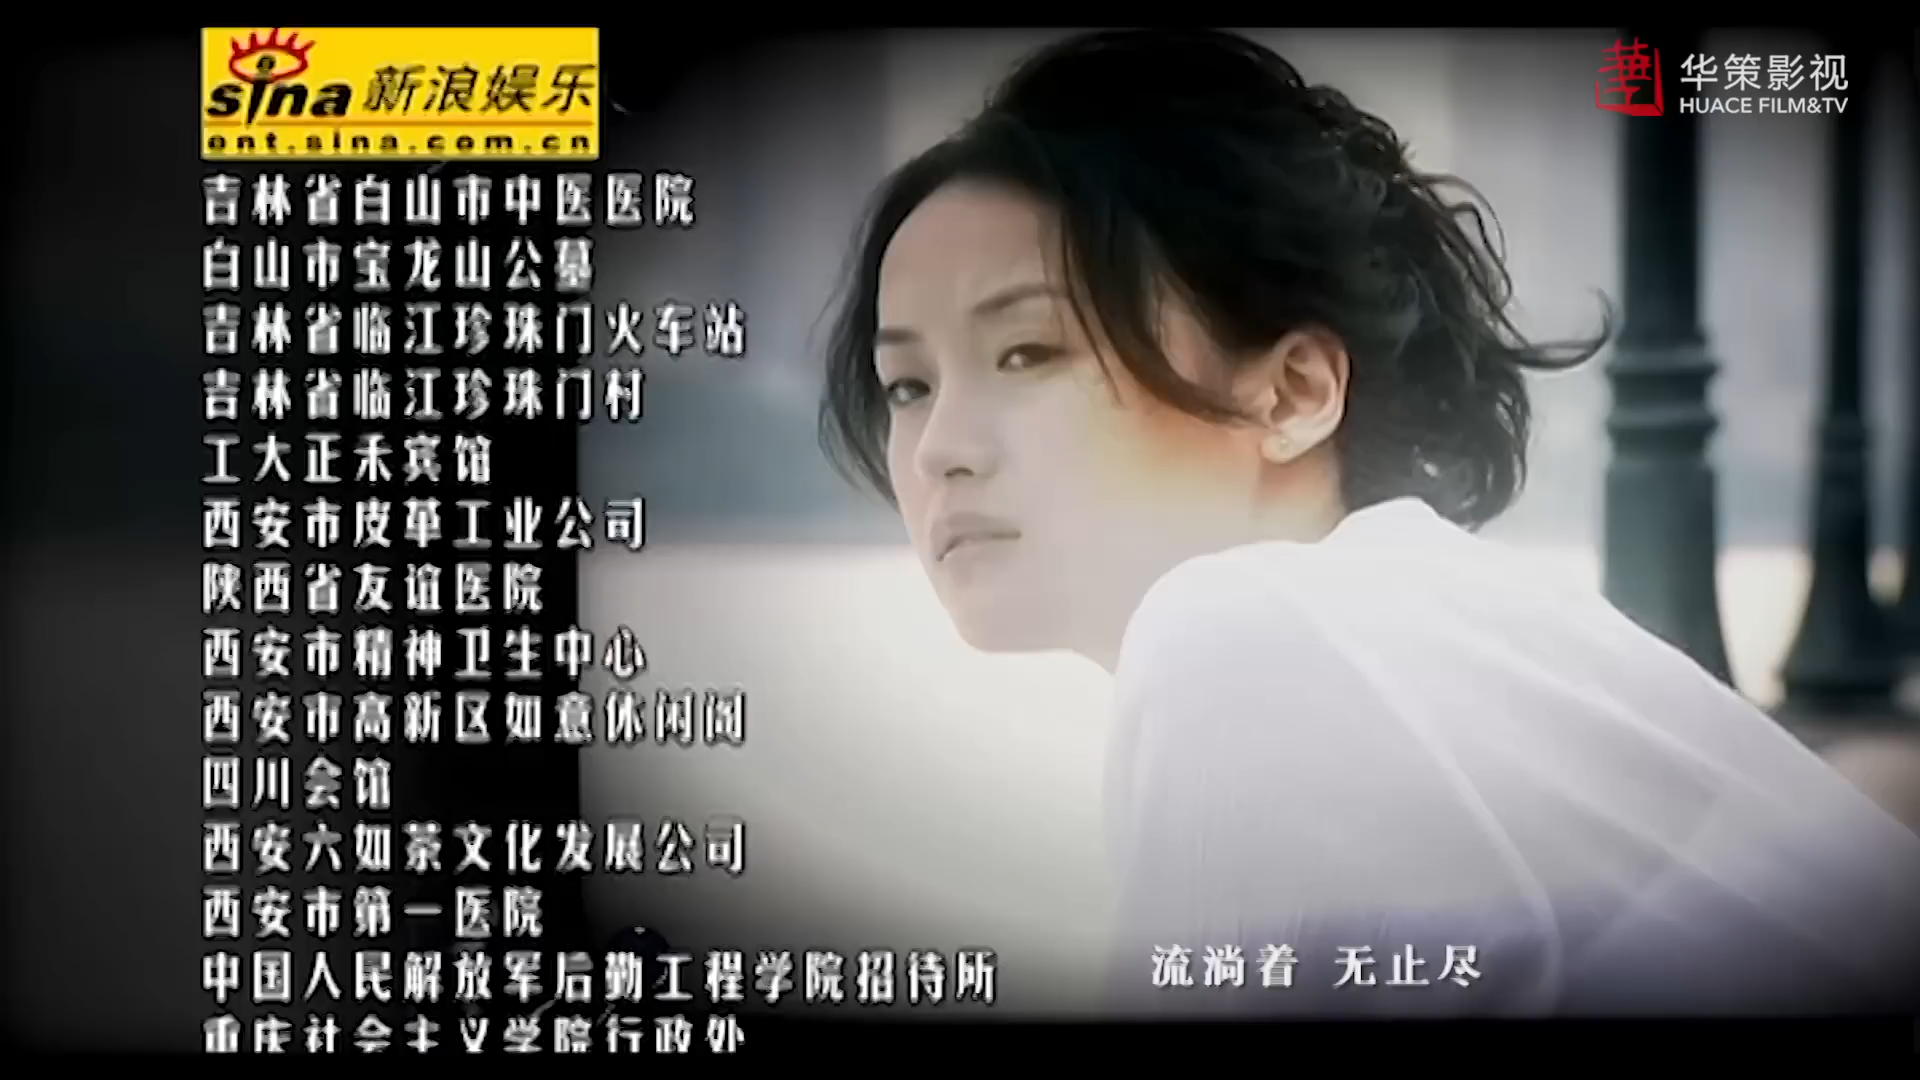 sina 新浪娱乐
ent.sina.com.cn
华策影视
HUACE FILM&TV
吉林省白山市中医医院
白山市宝龙山公墓
吉林省临江珍珠门火车站
吉林省临江珍珠门村
工大正禾宾馆
西安市皮革工业公司
陕西省友谊医院
西安市精神卫生中心
西安市高新区如意休闲阁
四川会馆
西安六如茶文化发展公司
西安市第一医院
中国人民解放军后勤工程学院招待所
重庆社会主义学院行政处
流淌着 无止尽